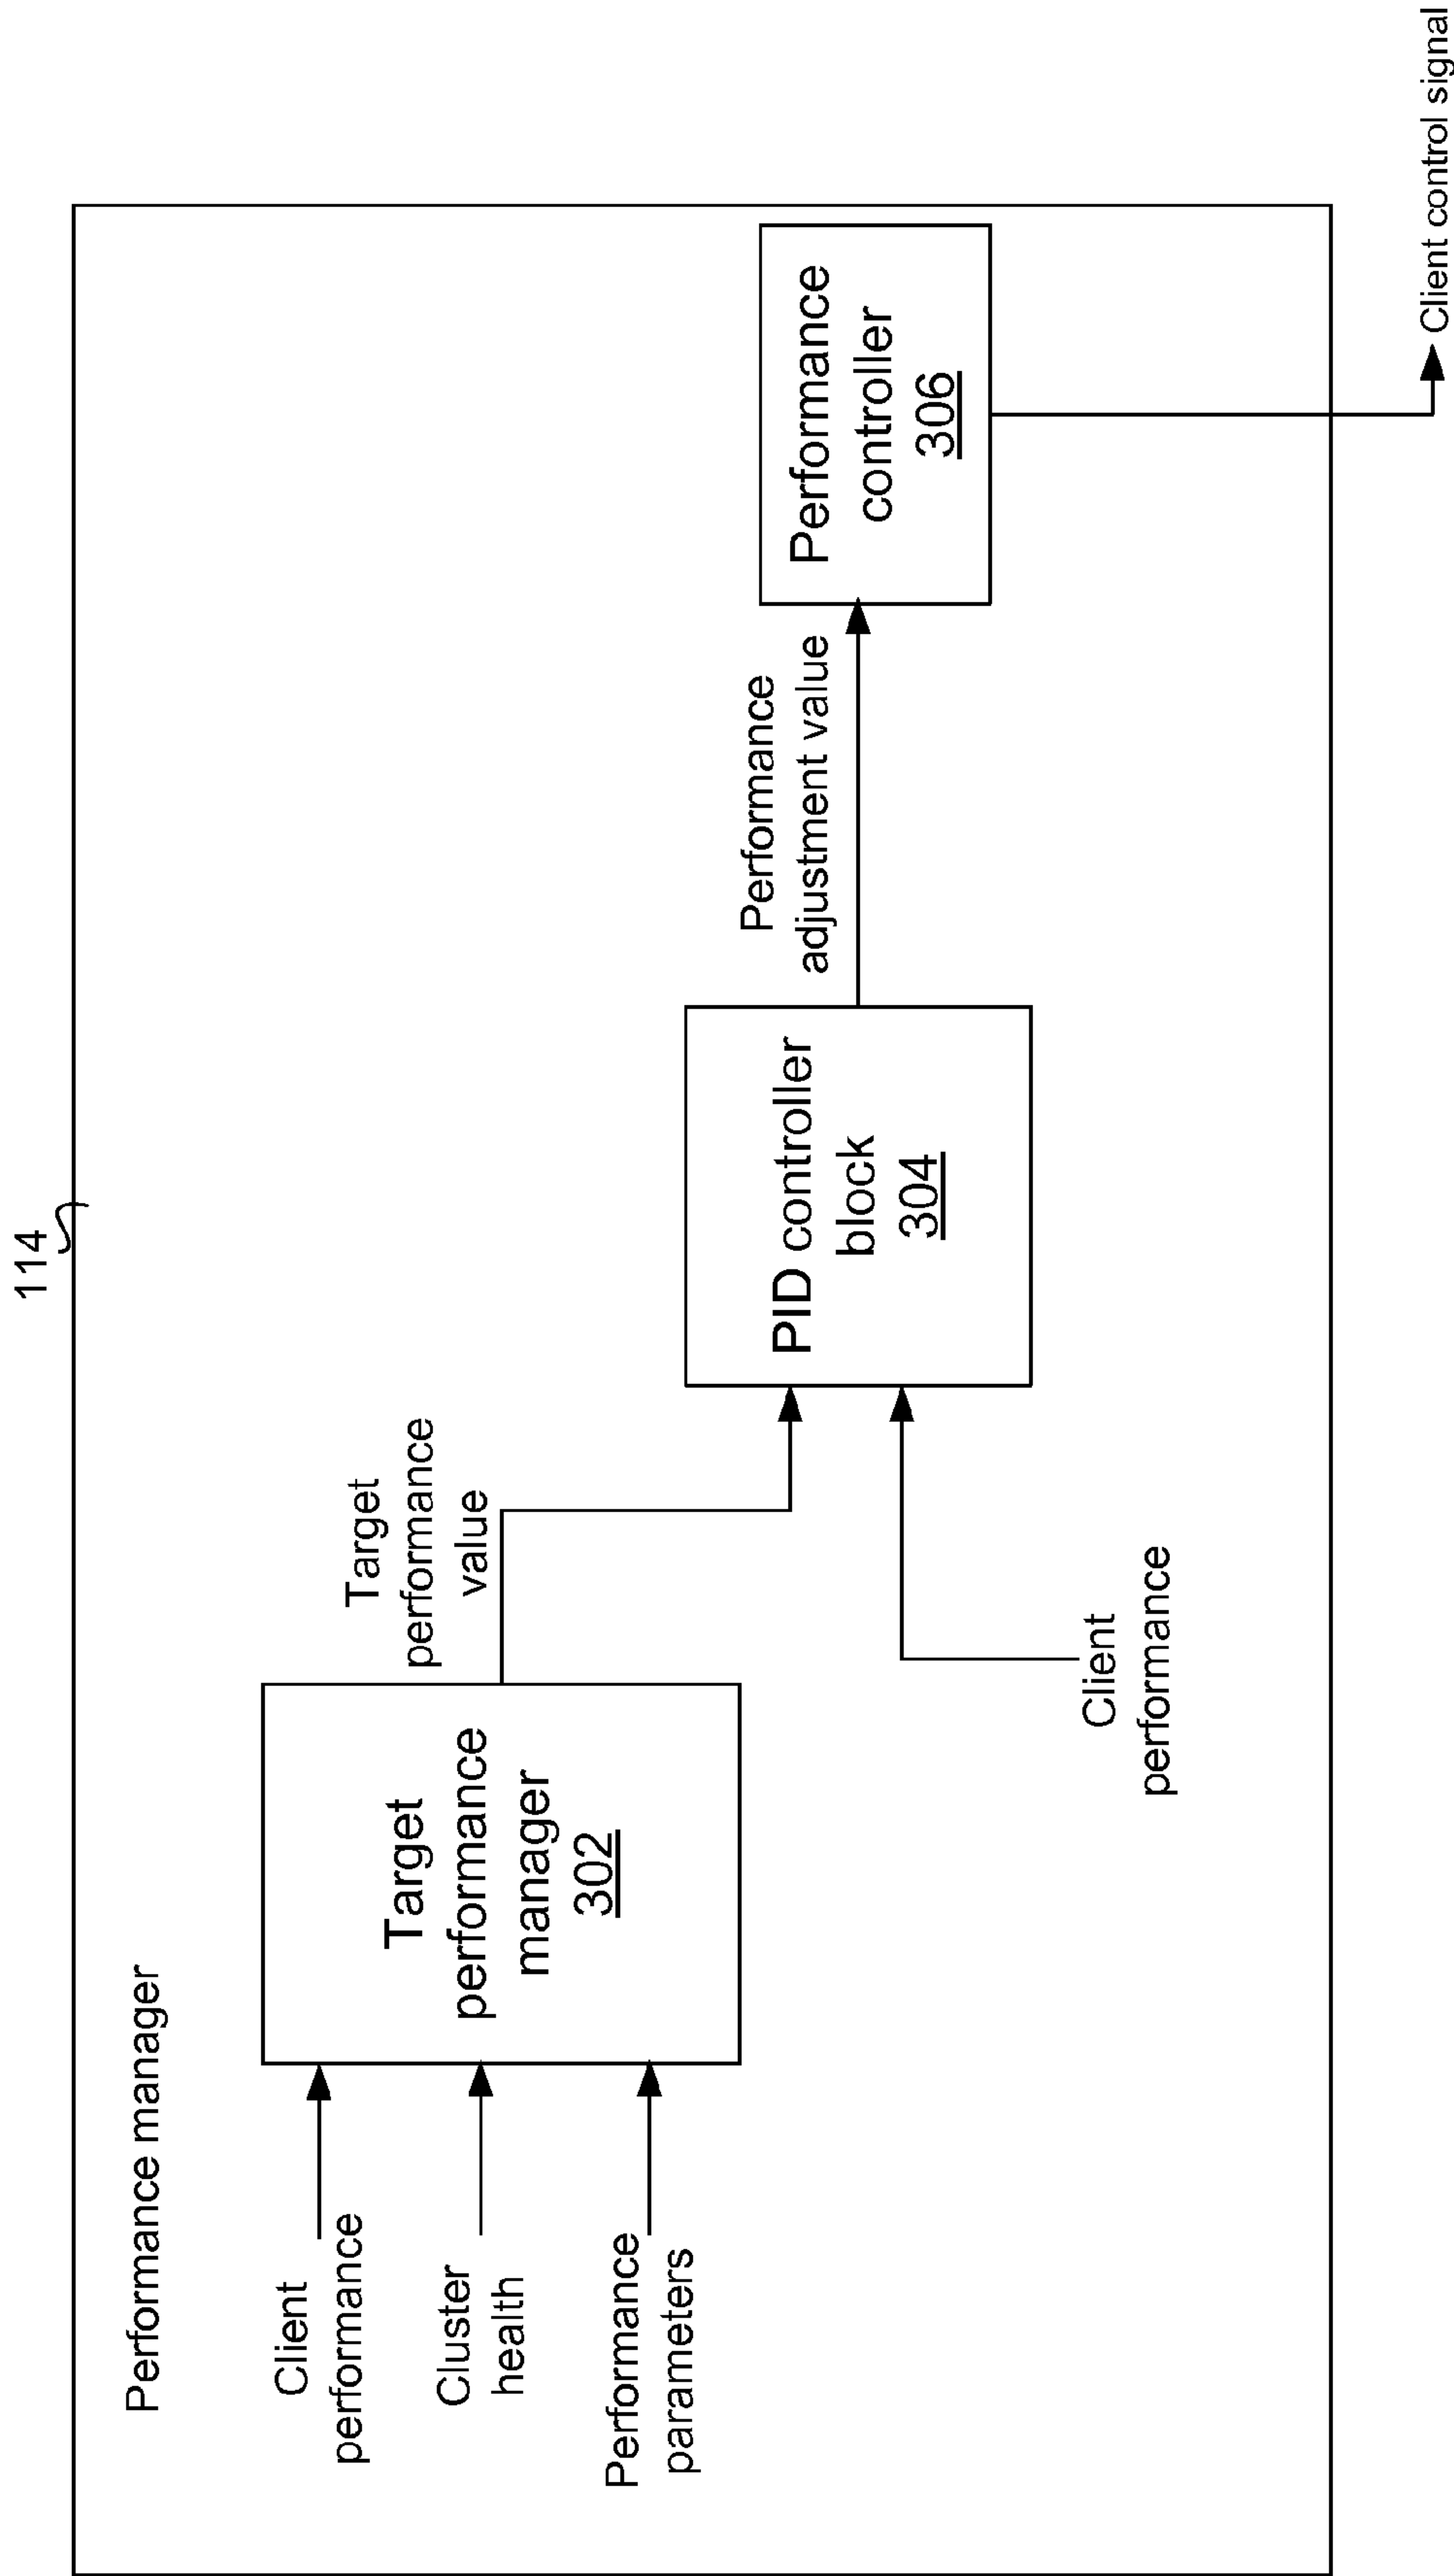 114
Performance manager
Client
performance
Cluster
health
Performance
parameters
Target
performance
manager
302
Target
performance
value
Client
performance
PID controller
block
304
Performance
adjustment value
Performance
controller
306
Client control signal